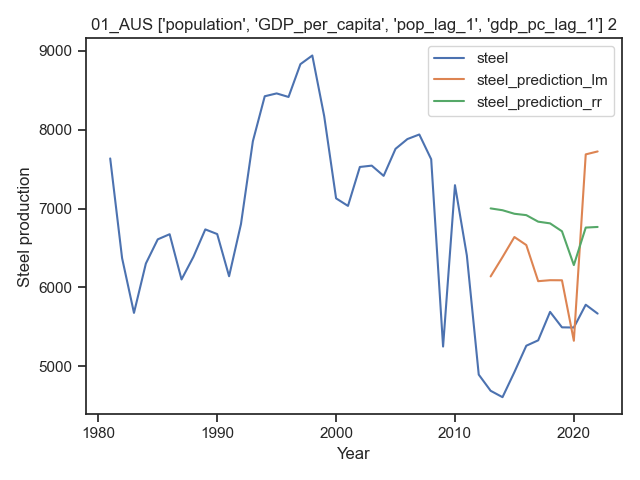 01_AUS ['population', 'GDP_per_capita', 'pop_lag_1', 'gdp_pc_lag_1'] 2
steel
steel_prediction_lm
steel_prediction_rr
Steel production
9000
8000
7000
6000
5000
1980
1990
2000
2010
2020
Year